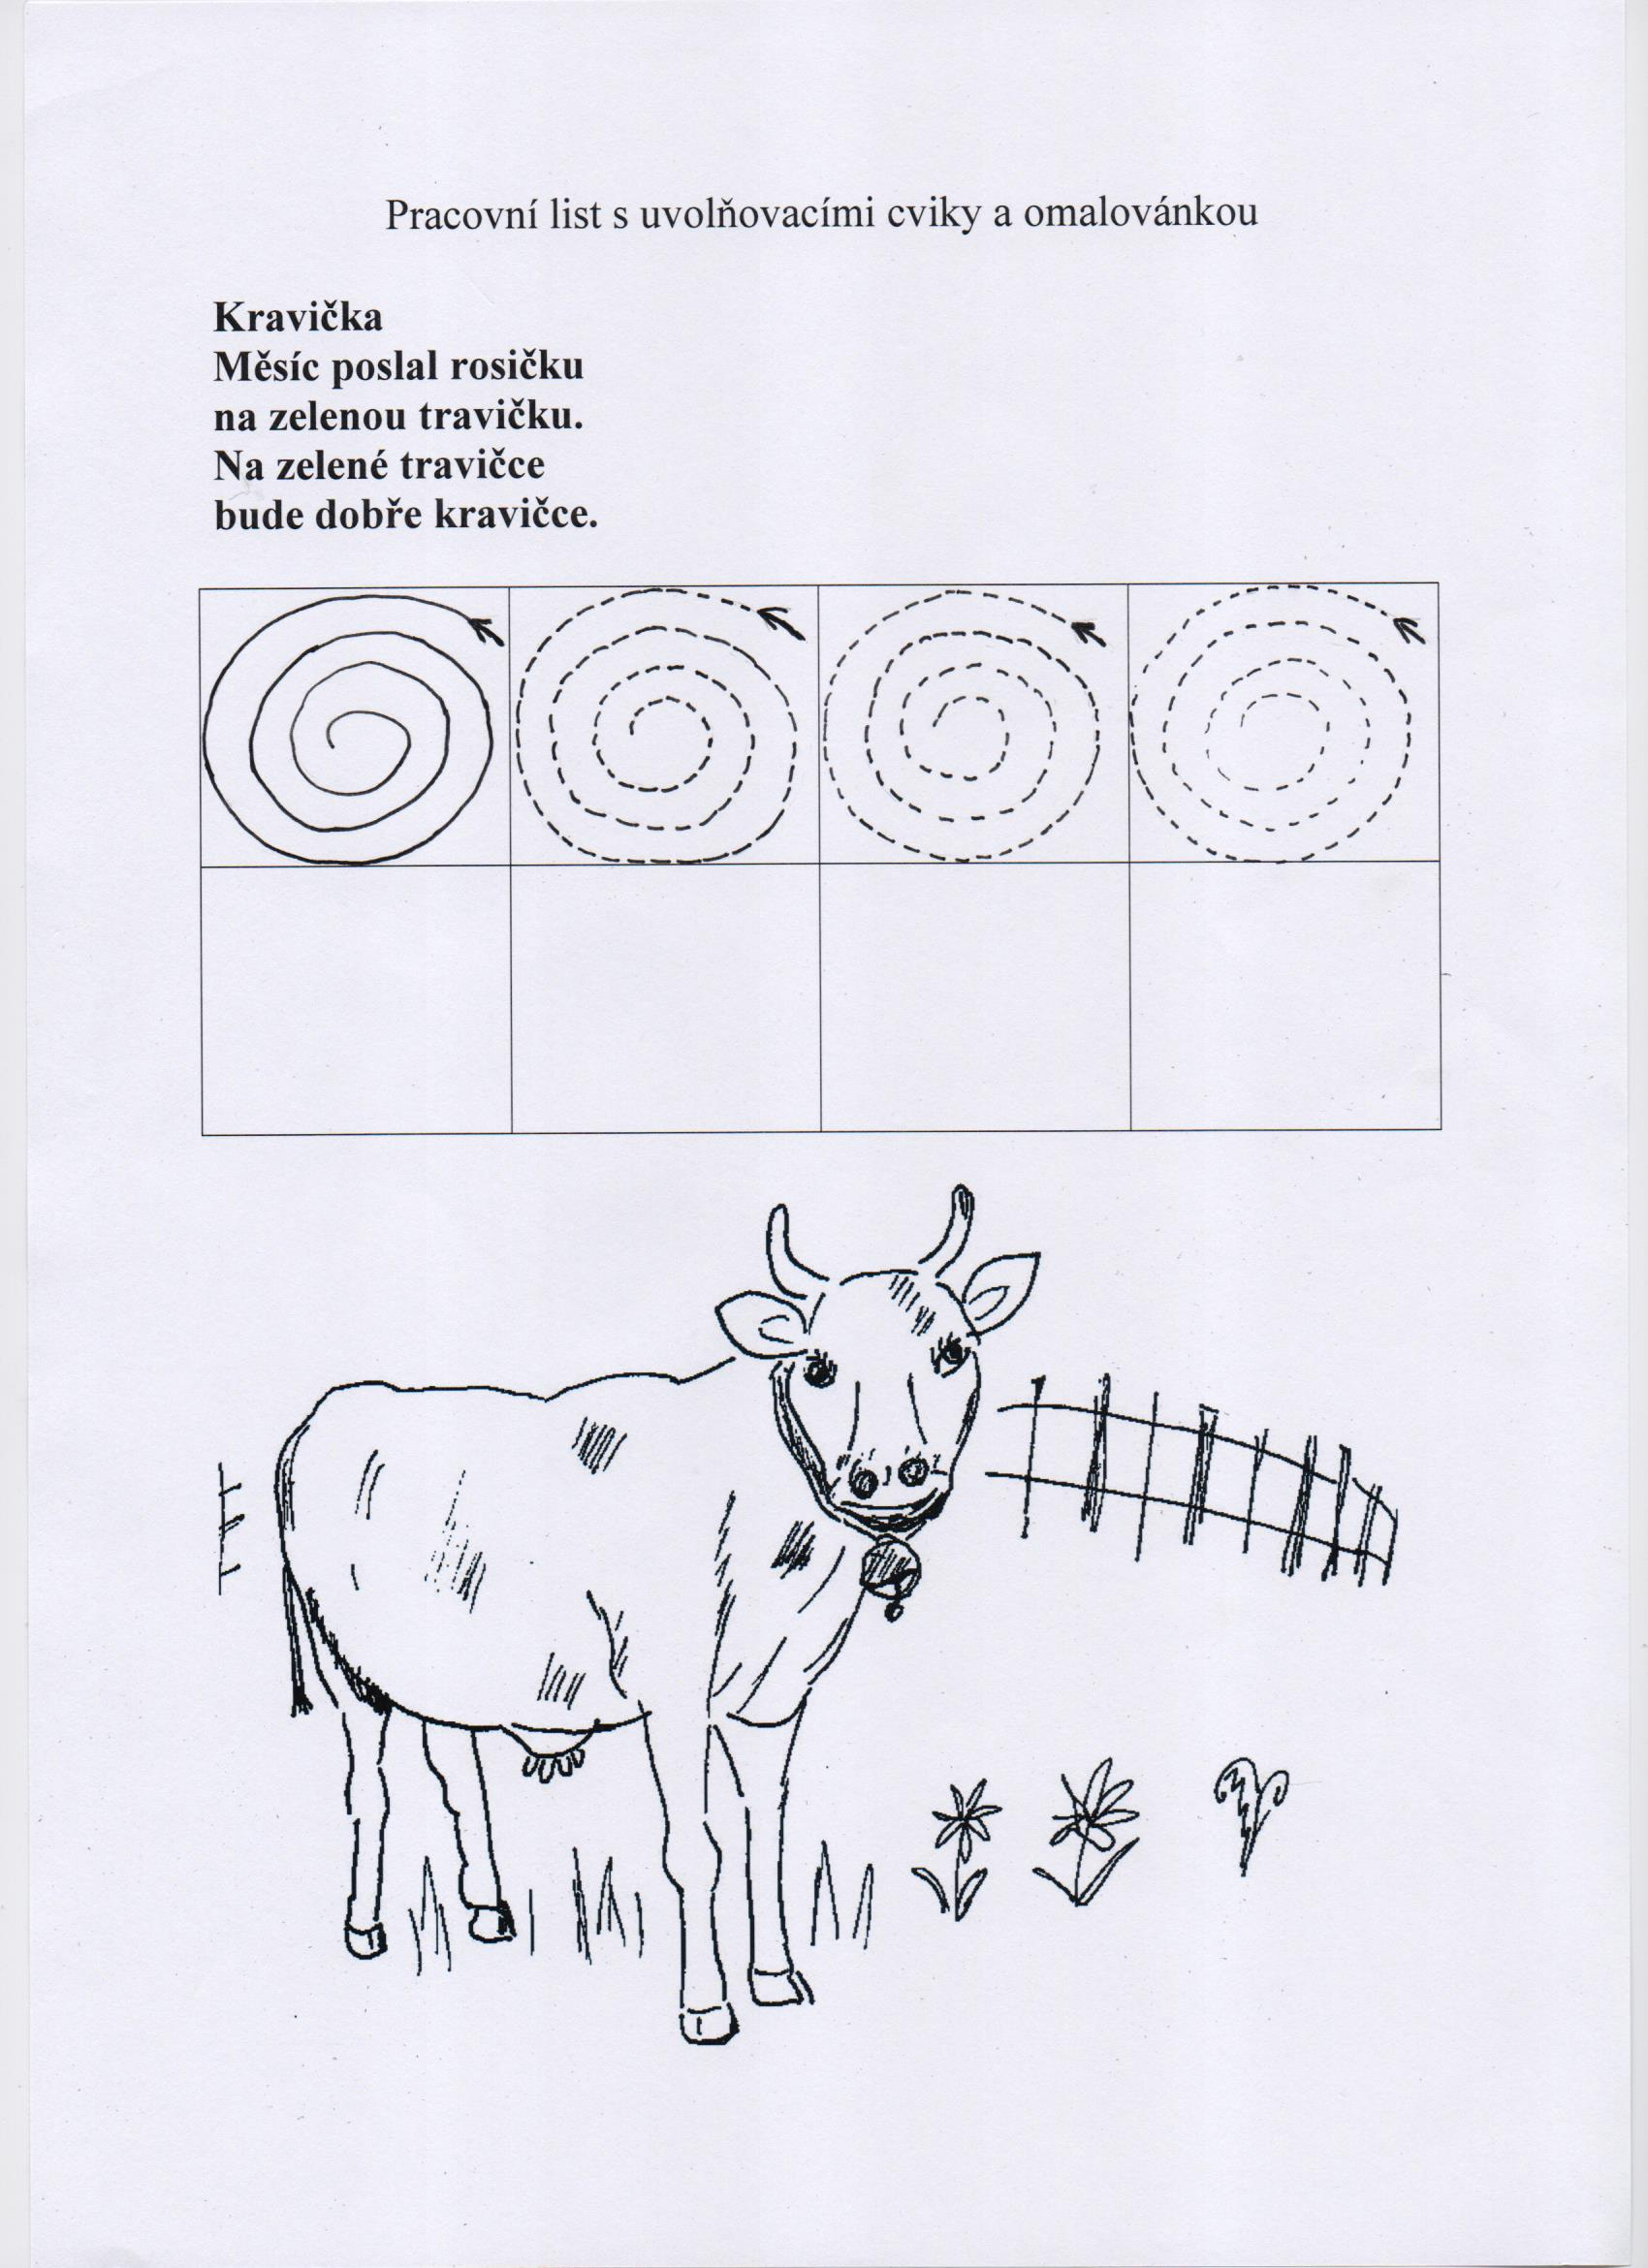 Pracovní list s uvolňovacími cviky a omalovánkou
Kravička
Měsíc poslal rosičku
na zelenou travičku.
Na zelené travičce
bude dobře kravičce.